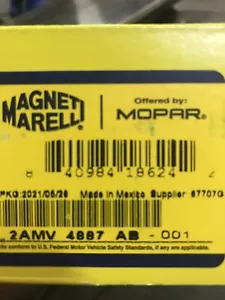 MAGNETI
MARELLI
Offered by:
MOPAR
8 40984 18624 2
PKG:2021/05/26 Made in Mexico Supplier 67707G
2AMV 4887 AB - 001
ts conform to U.S. Federal Motor Vehicle Safety Standards, if any are applicable